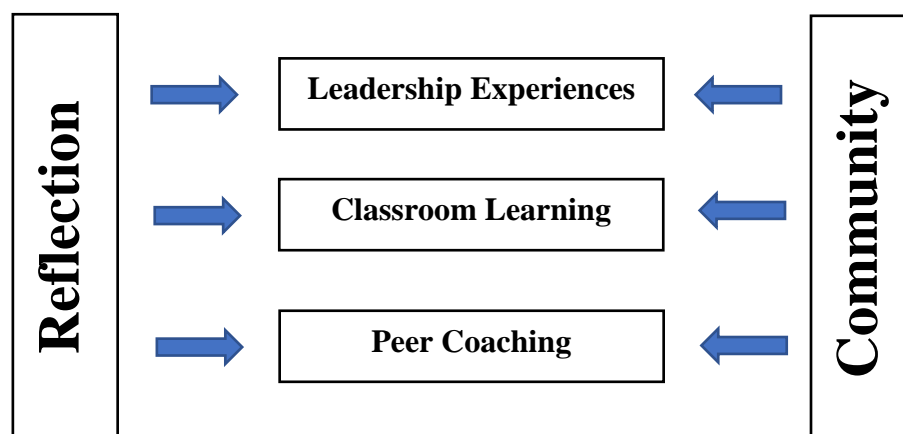 Reflection
Leadership Experiences
Classroom Learning
Peer Coaching
Community